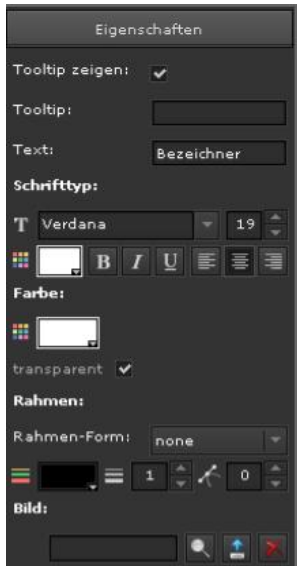 Eigenschaften
Tooltip zeigen:
Tooltip:
Text: Bezeichner
Schrifttyp:
T Verdana 19
B I U
Farbe:
transparent
Rahmen:
Rahmen-Form: none
1 0
Bild: